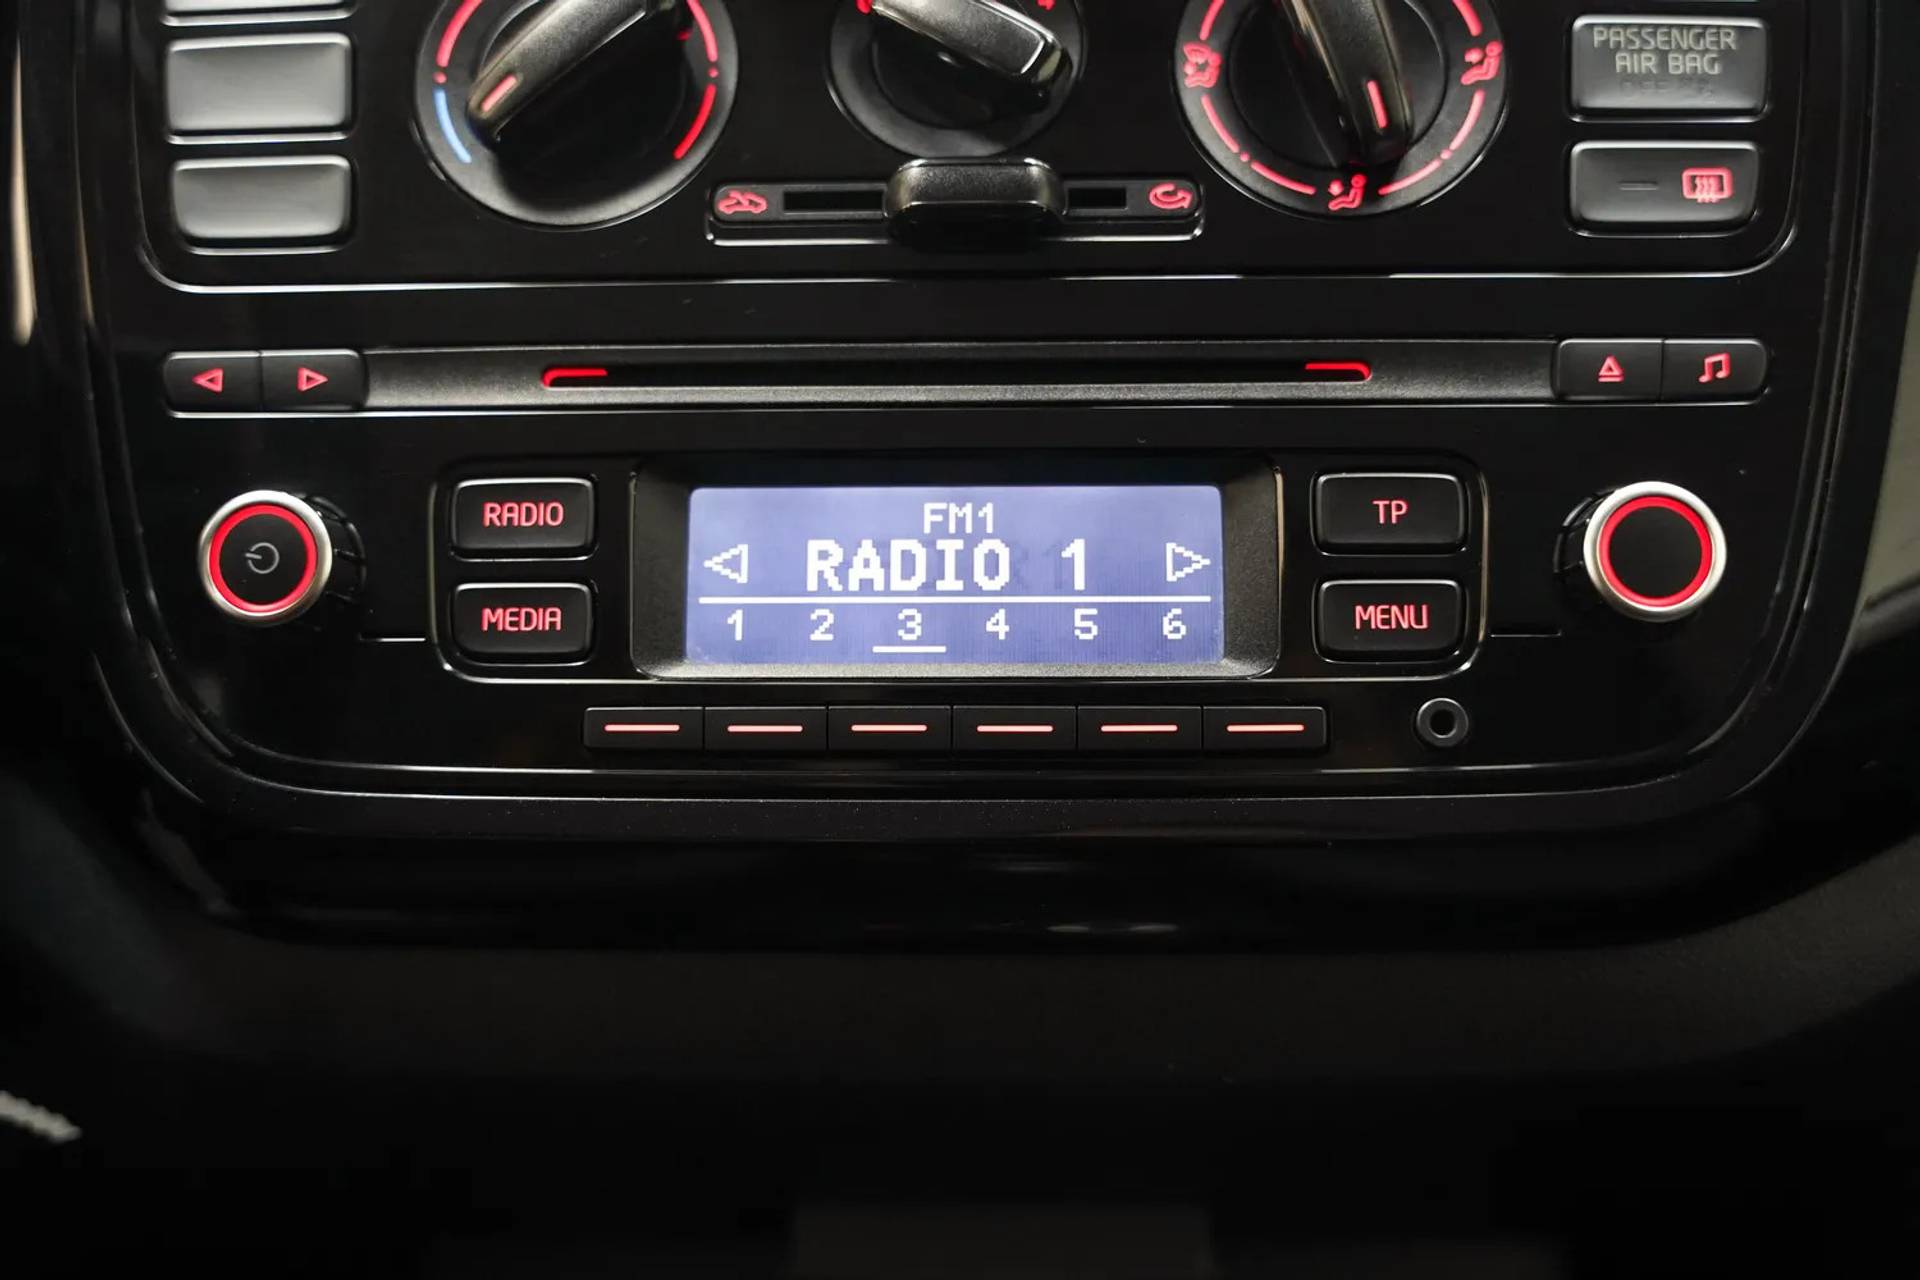 PASSENGER
AIR BAG
RADIO
MEDIA
FM1
RADIO 1
1 2 3 4 5 6
TP
MENU